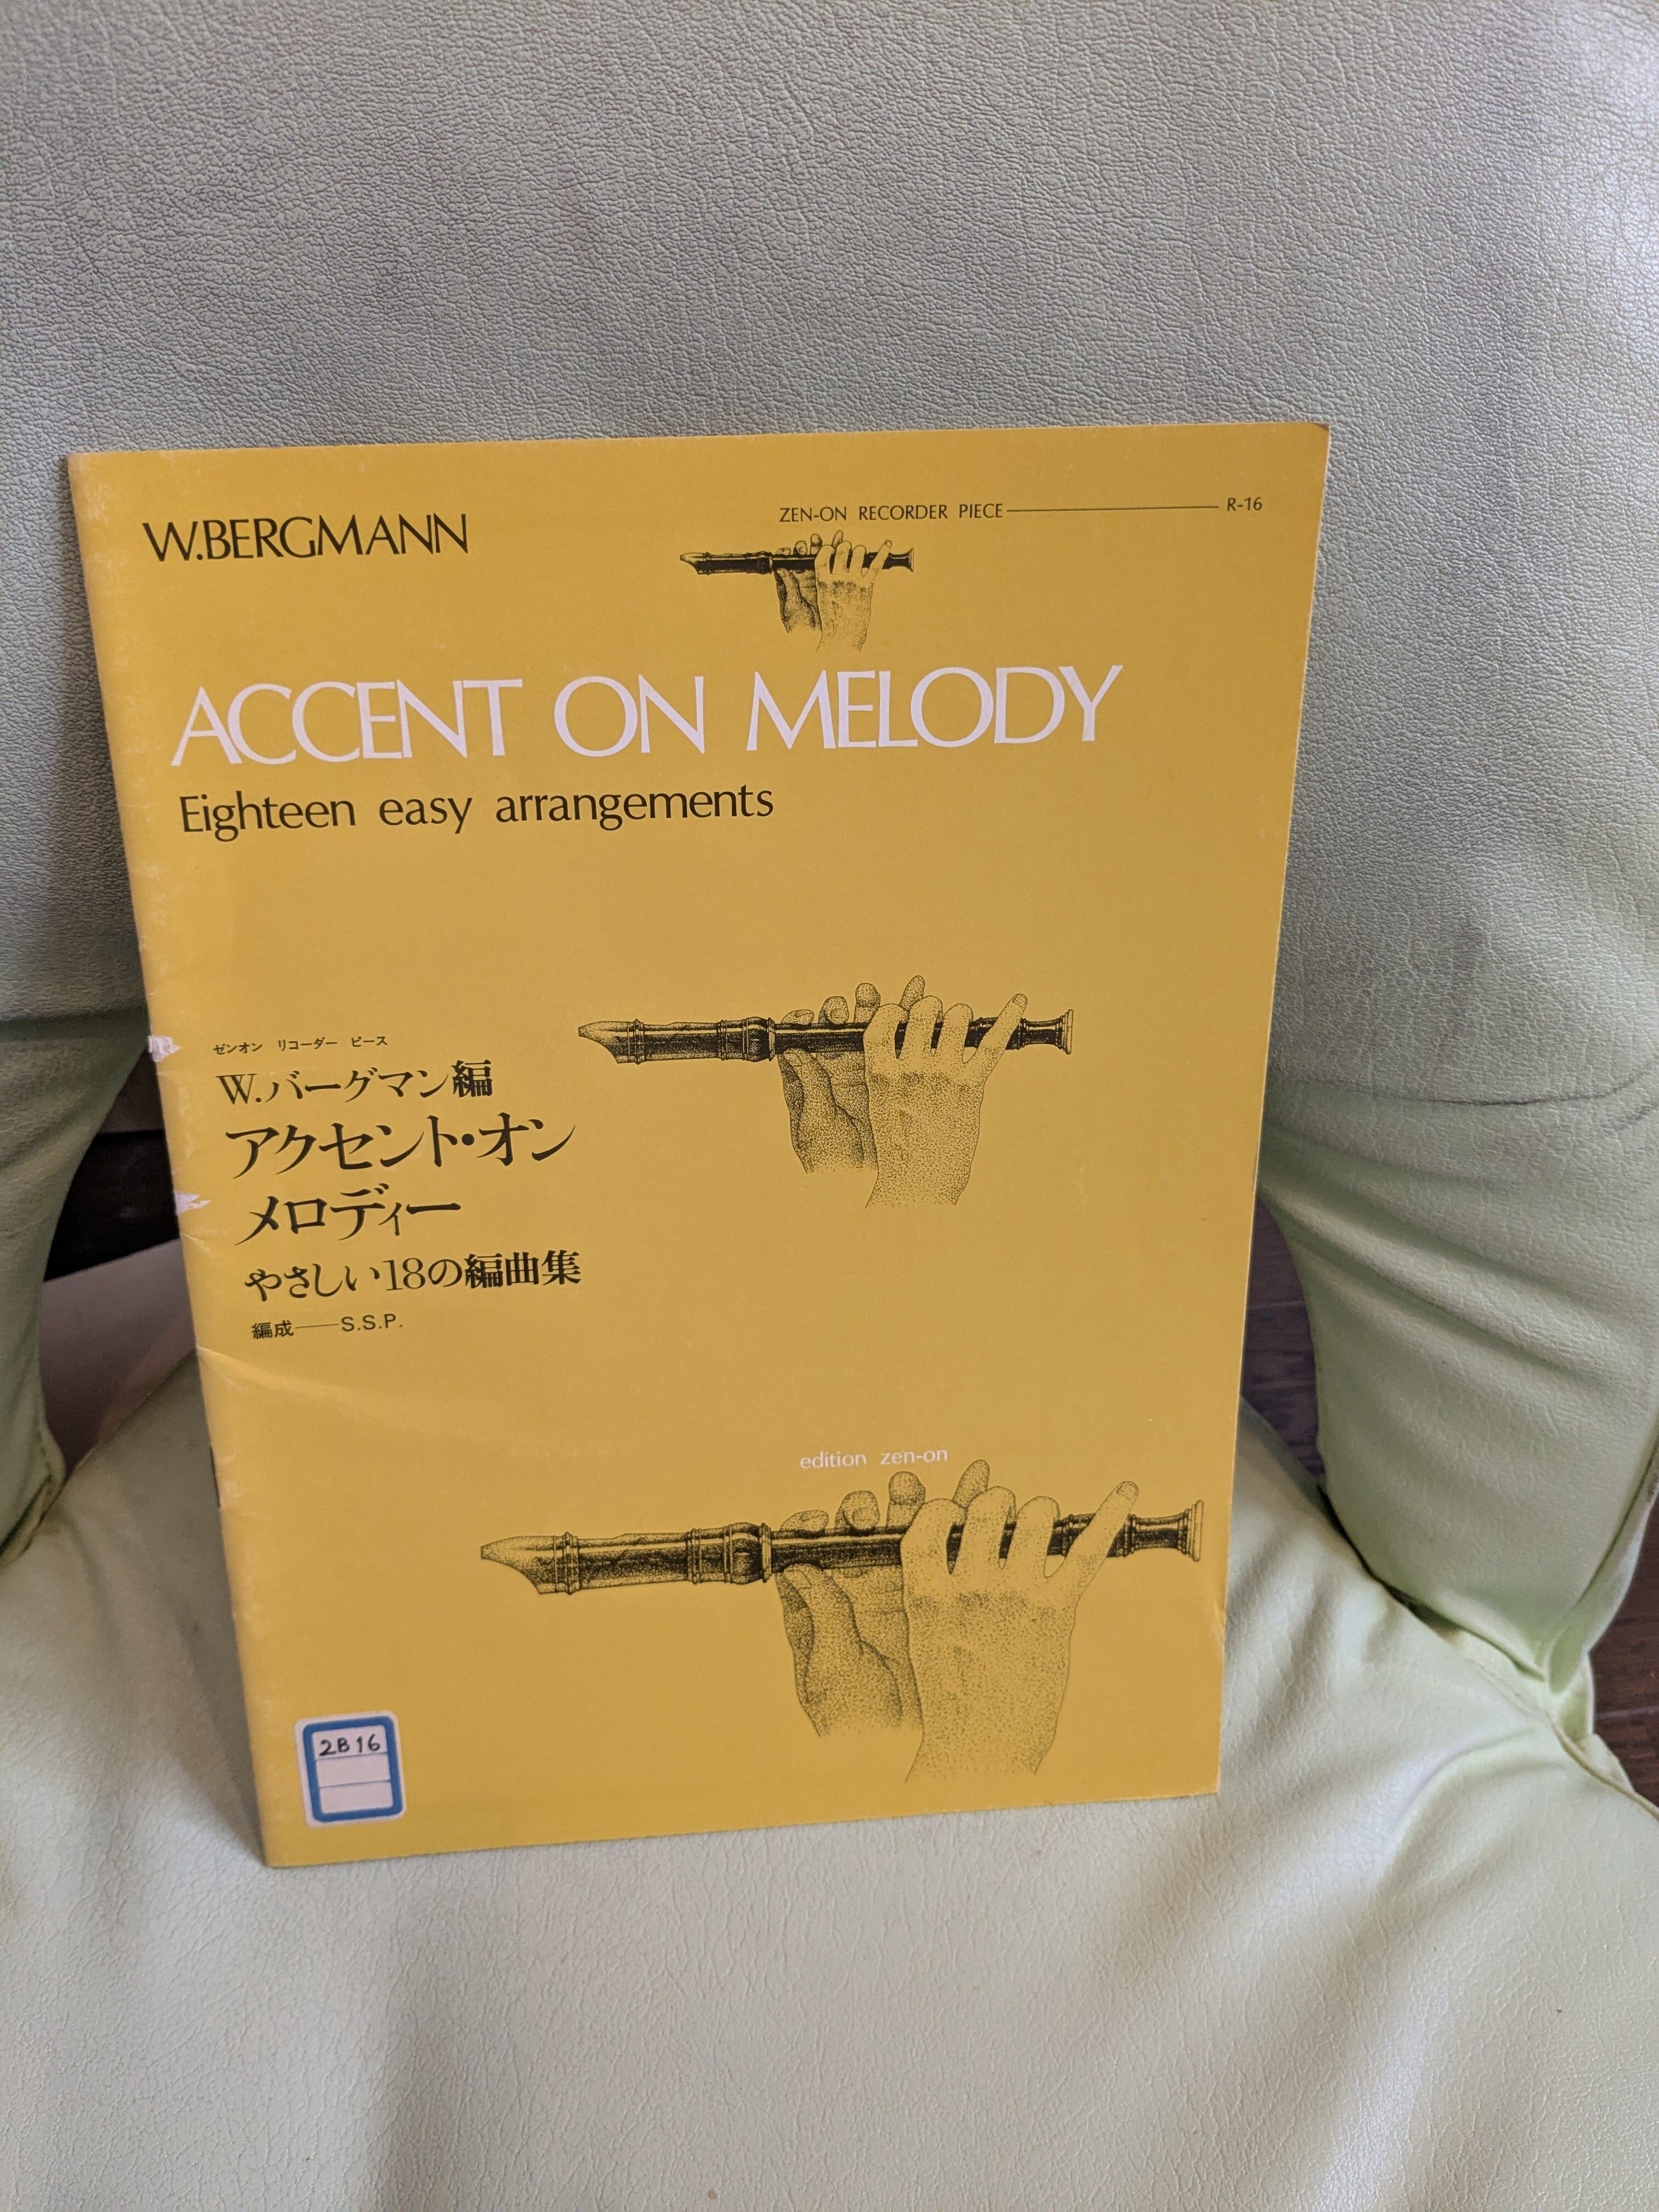 W.BERGMANN
ZEN-ON RECORDER PIECE
R-16
ACCENT ON MELODY
Eighteen easy arrangements
ゼンオン リコーダー ピース
W.バーグマン編
アクセント・オン
メロディー
やさしい18の編曲集
編成――S.S.P.
edition zen-on
2B16